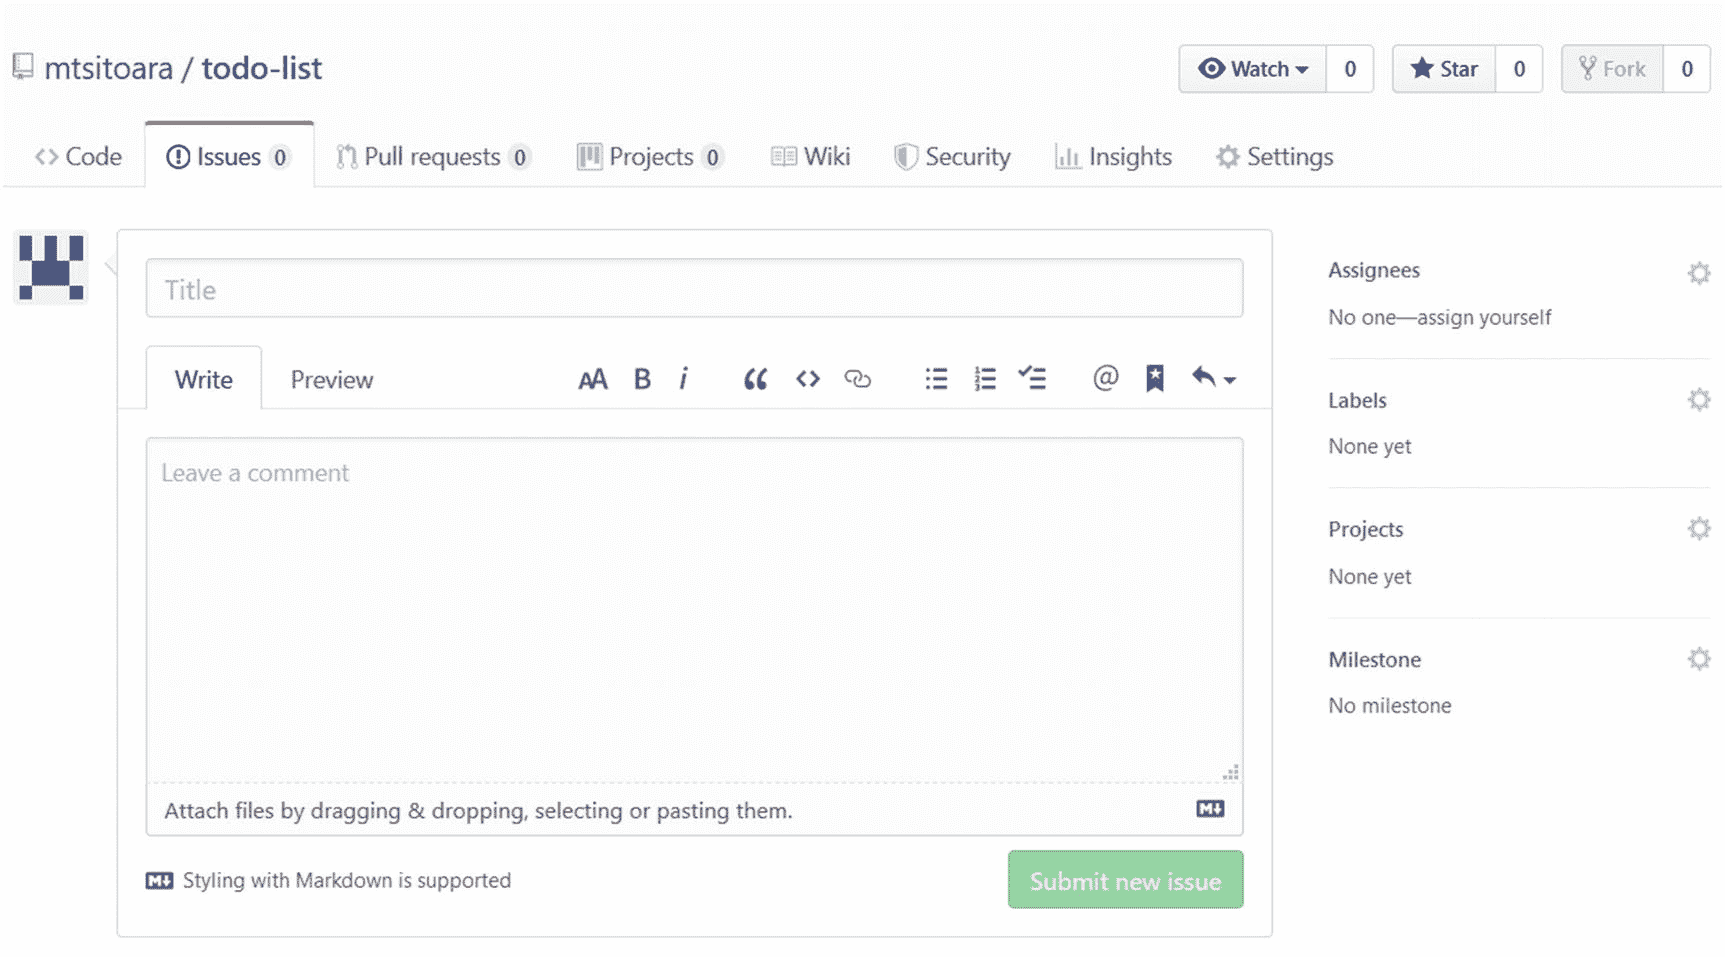 mtsitoara / todo-list
Watch 0 Star 0 Fork 0
Code Issues 0 Pull requests 0 Projects 0 Wiki Security Insights Settings
Title
Write Preview AA B i @
Leave a comment
Attach files by dragging & dropping, selecting or pasting them.
Styling with Markdown is supported
Submit new issue
Assignees
No one—assign yourself
Labels
None yet
Projects
None yet
Milestone
No milestone